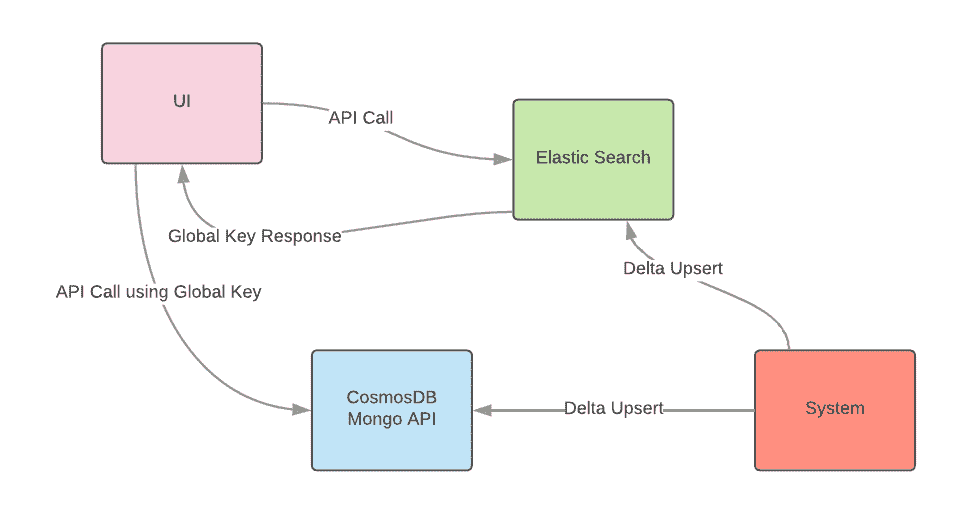 UI
API Call
Elastic Search
Global Key Response
Delta Upsert
API Call using Global Key
CosmosDB
Mongo API
Delta Upsert
System